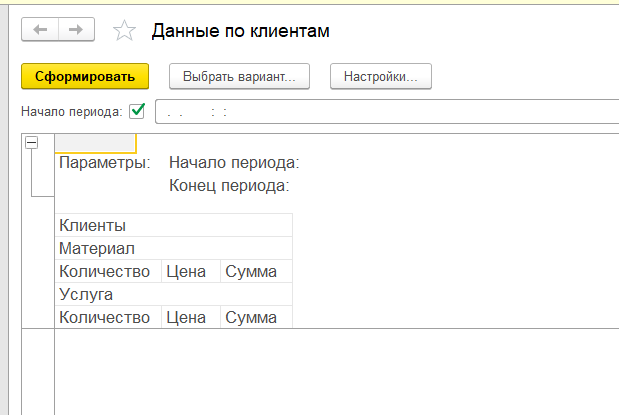 Данные по клиентам
Сформировать Выбрать вариант... Настройки...
Начало периода: . . : :
Параметры: Начало периода:
Конец периода:
Клиенты
Материал
Количество Цена Сумма
Услуга
Количество Цена Сумма